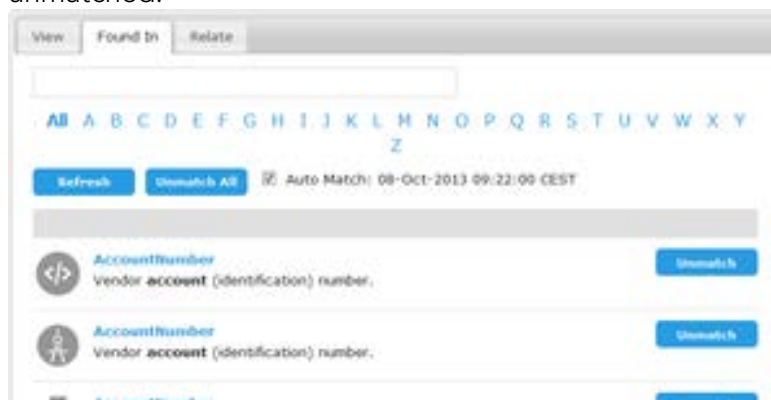 unmatched.
View Found In Relate
All A B C D E F G H I J K L M N O P Q R S T U V W X Y
Z
Refresh Unmatch All Auto Match: 08-Oct-2013 09:22:00 CEST
AccountNumber Unmatch
Vendor account (identification) number.
AccountNumber Unmatch
Vendor account (identification) number.
AccountNumber